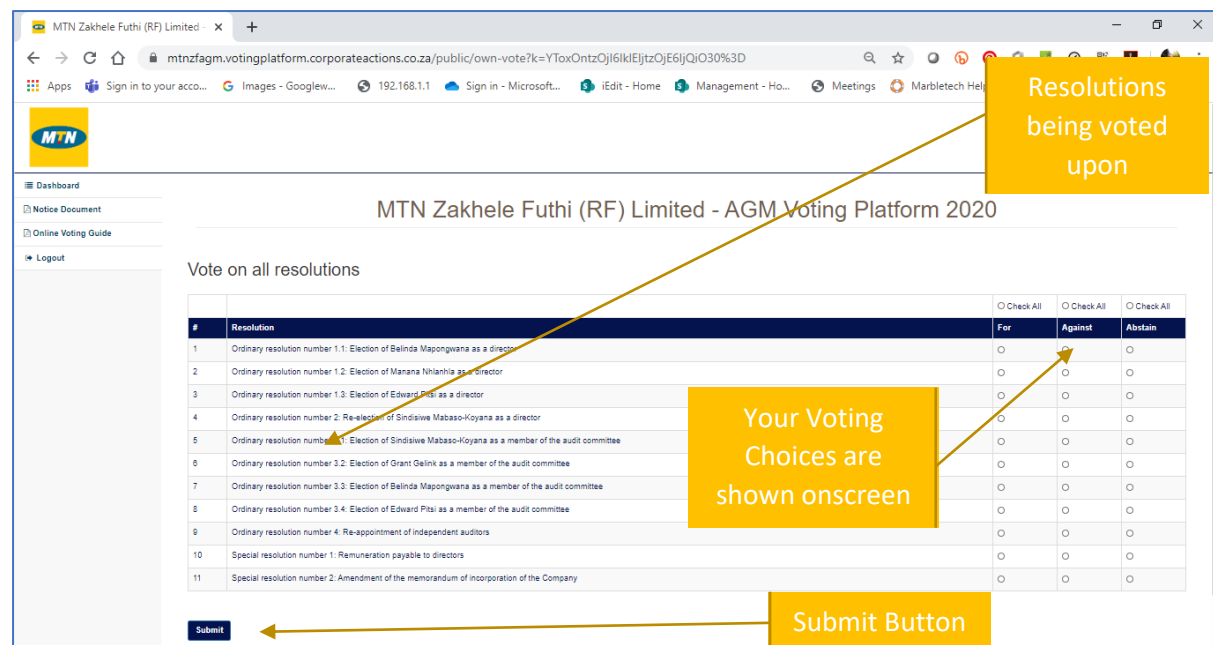 MTN Zakhele Futhi (RF) Limited -
mtnzfagm.votingplatform.corporateactions.co.za/public/own-vote?k=YToxOntzOjI6IklEIjtzOjE6IjQiO30%3D
Apps Sign in to your acco... Images - Googlew... 192.168.1.1 Sign in - Microsoft... iEdit - Home Management - Ho... Meetings Marbletech Help
Resolutions
being voted
upon
MTN
Dashboard
Notice Document
Online Voting Guide
Logout
MTN Zakhele Futhi (RF) Limited - AGM Voting Platform 2020
Vote on all resolutions
Check All Check All Check All
# Resolution For Against Abstain
1 Ordinary resolution number 1.1: Election of Belinda Mapongwana as a director
2 Ordinary resolution number 1.2: Election of Manana Nhlanhla as a director
3 Ordinary resolution number 1.3: Election of Edward Pitsi as a director
4 Ordinary resolution number 2: Re-election of Sindisiwe Mabaso-Koyana as a director
5 Ordinary resolution number 3.1: Election of Sindisiwe Mabaso-Koyana as a member of the audit committee
6 Ordinary resolution number 3.2: Election of Grant Gelink as a member of the audit committee
7 Ordinary resolution number 3.3: Election of Belinda Mapongwana as a member of the audit committee
8 Ordinary resolution number 3.4: Election of Edward Pitsi as a member of the audit committee
9 Ordinary resolution number 4: Re-appointment of independent auditors
10 Special resolution number 1: Remuneration payable to directors
11 Special resolution number 2: Amendment of the memorandum of incorporation of the Company
Your Voting
Choices are
shown onscreen
Submit
Submit Button